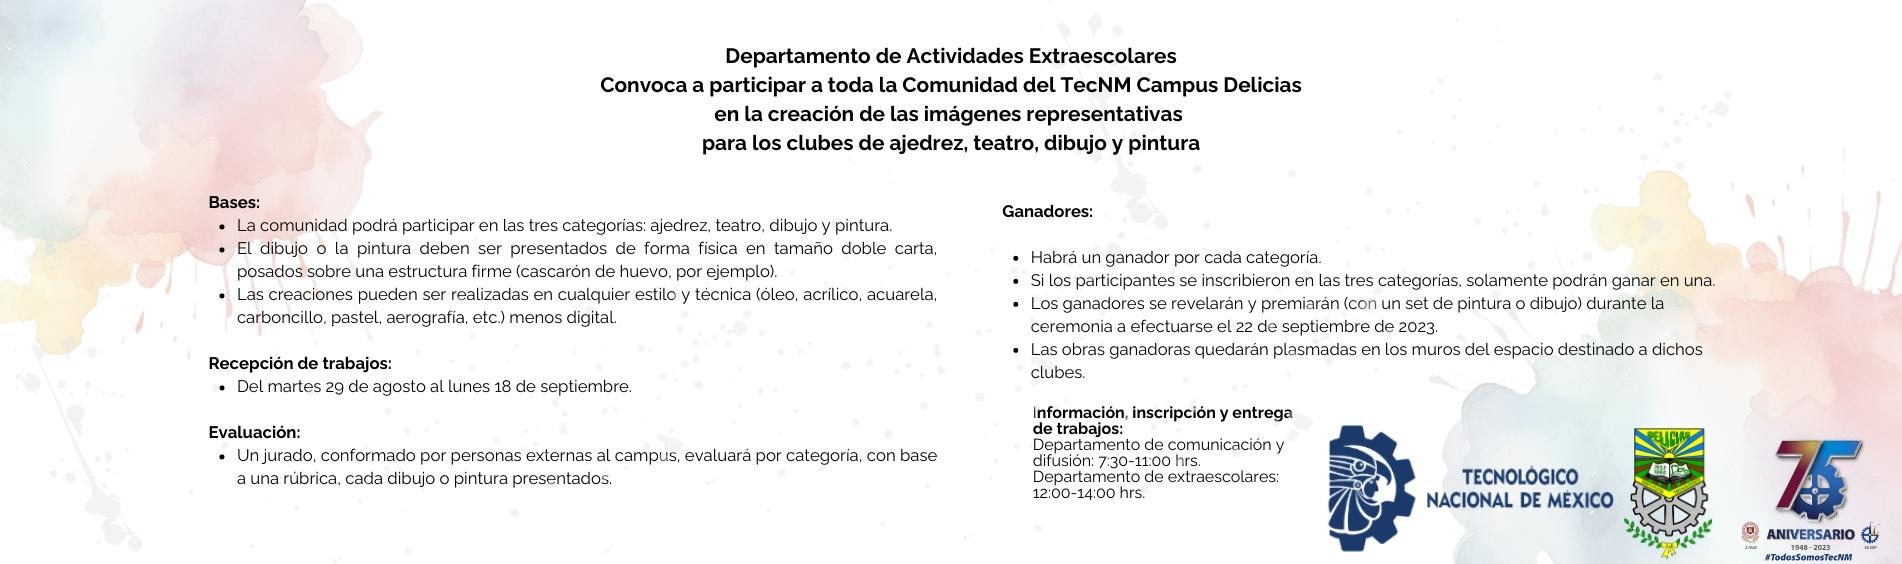 Departamento de Actividades Extraescolares
Convoca a participar a toda la Comunidad del TecNM Campus Delicias
en la creación de las imágenes representativas
para los clubes de ajedrez, teatro, dibujo y pintura
Bases:
• La comunidad podrá participar en las tres categorías: ajedrez, teatro, dibujo y pintura.
• El dibujo o la pintura deben ser presentados de forma física en tamaño doble carta,
posados sobre una estructura firme (cascarón de huevo, por ejemplo).
• Las creaciones pueden ser realizadas en cualquier estilo y técnica (óleo, acrílico, acuarela,
carboncillo, pastel, aerografía, etc.) menos digital.
Recepción de trabajos:
• Del martes 29 de agosto al lunes 18 de septiembre.
Evaluación:
• Un jurado, conformado por personas externas al campus, evaluará por categoría, con base
a una rúbrica, cada dibujo o pintura presentados.
Ganadores:
• Habrá un ganador por cada categoría.
• Si los participantes se inscribieron en las tres categorías, solamente podrán ganar en una.
• Los ganadores se revelarán y premiarán (con un set de pintura o dibujo) durante la
ceremonia a efectuarse el 22 de septiembre de 2023.
• Las obras ganadoras quedarán plasmadas en los muros del espacio destinado a dichos
clubes.
Información, inscripción y entrega
de trabajos:
Departamento de comunicación y
difusión: 7:30-11:00 hrs.
Departamento de extraescolares:
12:00-14:00 hrs.
TECNOLÓGICO
NACIONAL DE MÉXICO
DELICIAS
75
ANIVERSARIO
1948 - 2023
#TodosSomosTecNM